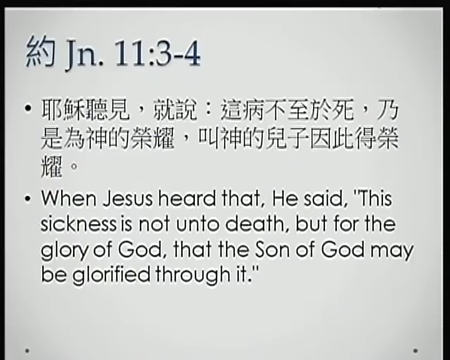 約 Jn. 11:3-4
• 耶穌聽見，就說：這病不至於死，乃
是為神的榮耀，叫神的兒子因此得榮
耀。
• When Jesus heard that, He said, "This
sickness is not unto death, but for the
glory of God, that the Son of God may
be glorified through it."